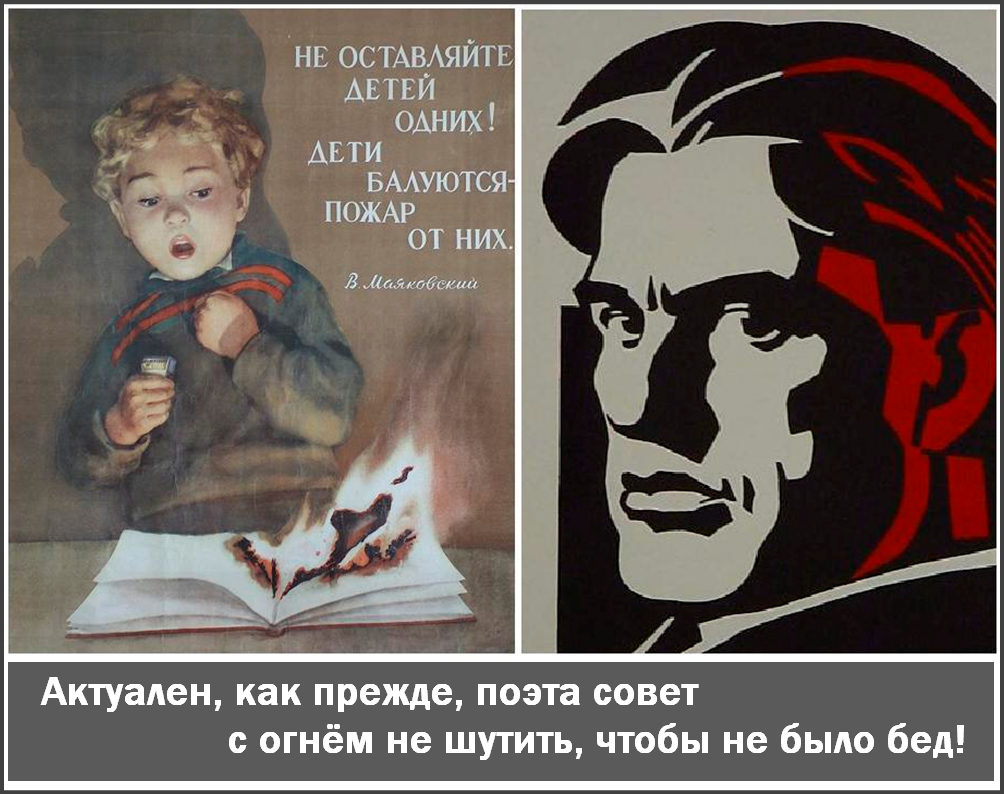 НЕ ОСТАВЛЯЙТЕ
ДЕТЕЙ
ОДНИХ!
ДЕТИ
БАЛУЮТСЯ-
ПОЖАР
ОТ НИХ.
В. Маяковский
Актуален, как прежде, поэта совет
с огнём не шутить, чтобы не было бед!